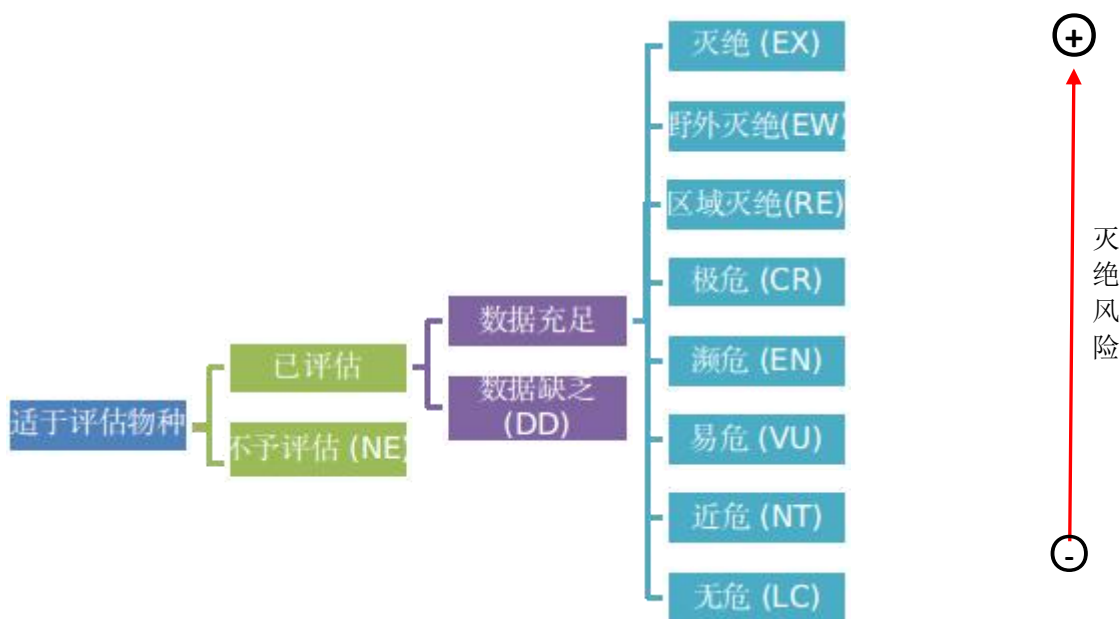 适于评估物种
已评估
不予评估 (NE)
数据充足
数据缺乏
(DD)
灭绝 (EX)
野外灭绝(EW)
区域灭绝(RE)
极危 (CR)
濒危 (EN)
易危 (VU)
近危 (NT)
无危 (LC)
+
灭
绝
风
险
-